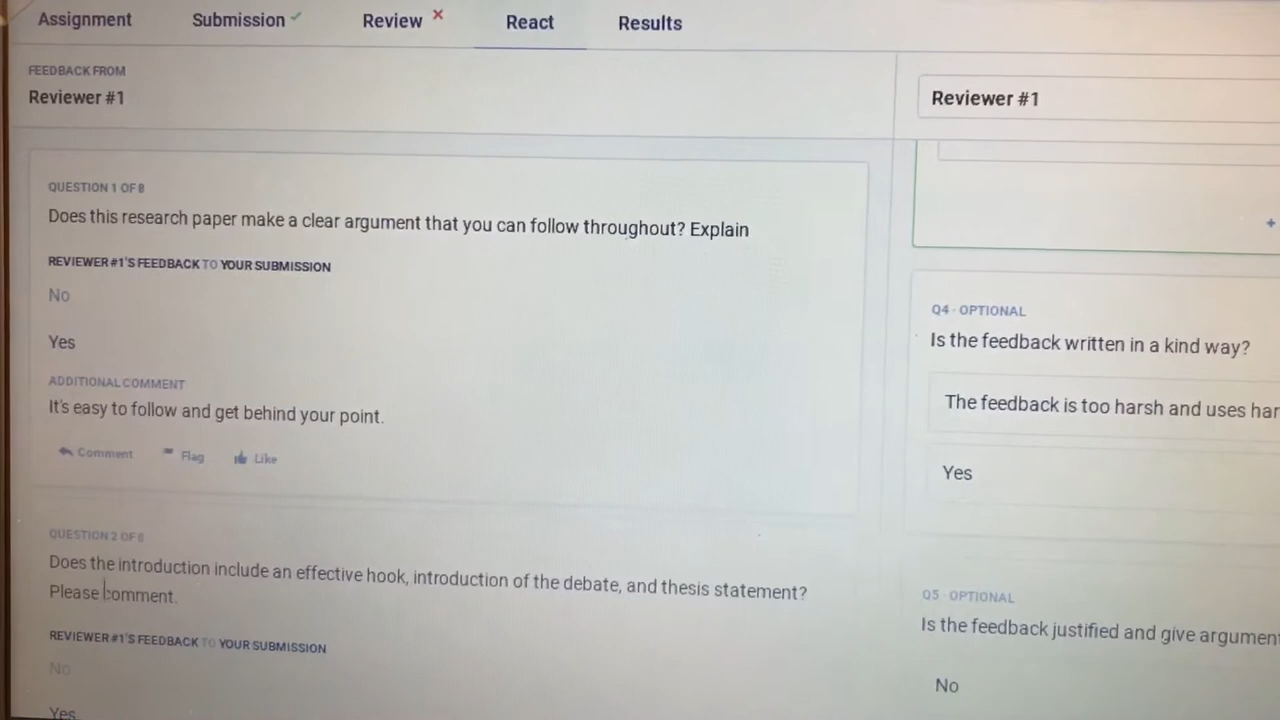 Assignment
Submission
Review
React
Results
FEEDBACK FROM
Reviewer #1
QUESTION 1 OF 8
Does this research paper make a clear argument that you can follow throughout? Explain
REVIEWER #1'S FEEDBACK TO YOUR SUBMISSION
No
Yes
ADDITIONAL COMMENT
It's easy to follow and get behind your point.
Comment
Flag
Like
QUESTION 2 OF 8
Does the introduction include an effective hook, introduction of the debate, and thesis statement?
Please comment.
REVIEWER #1'S FEEDBACK TO YOUR SUBMISSION
No
Yes
Reviewer #1
Q4 · OPTIONAL
Is the feedback written in a kind way?
The feedback is too harsh and uses har
Yes
Q5 · OPTIONAL
Is the feedback justified and give argument
No